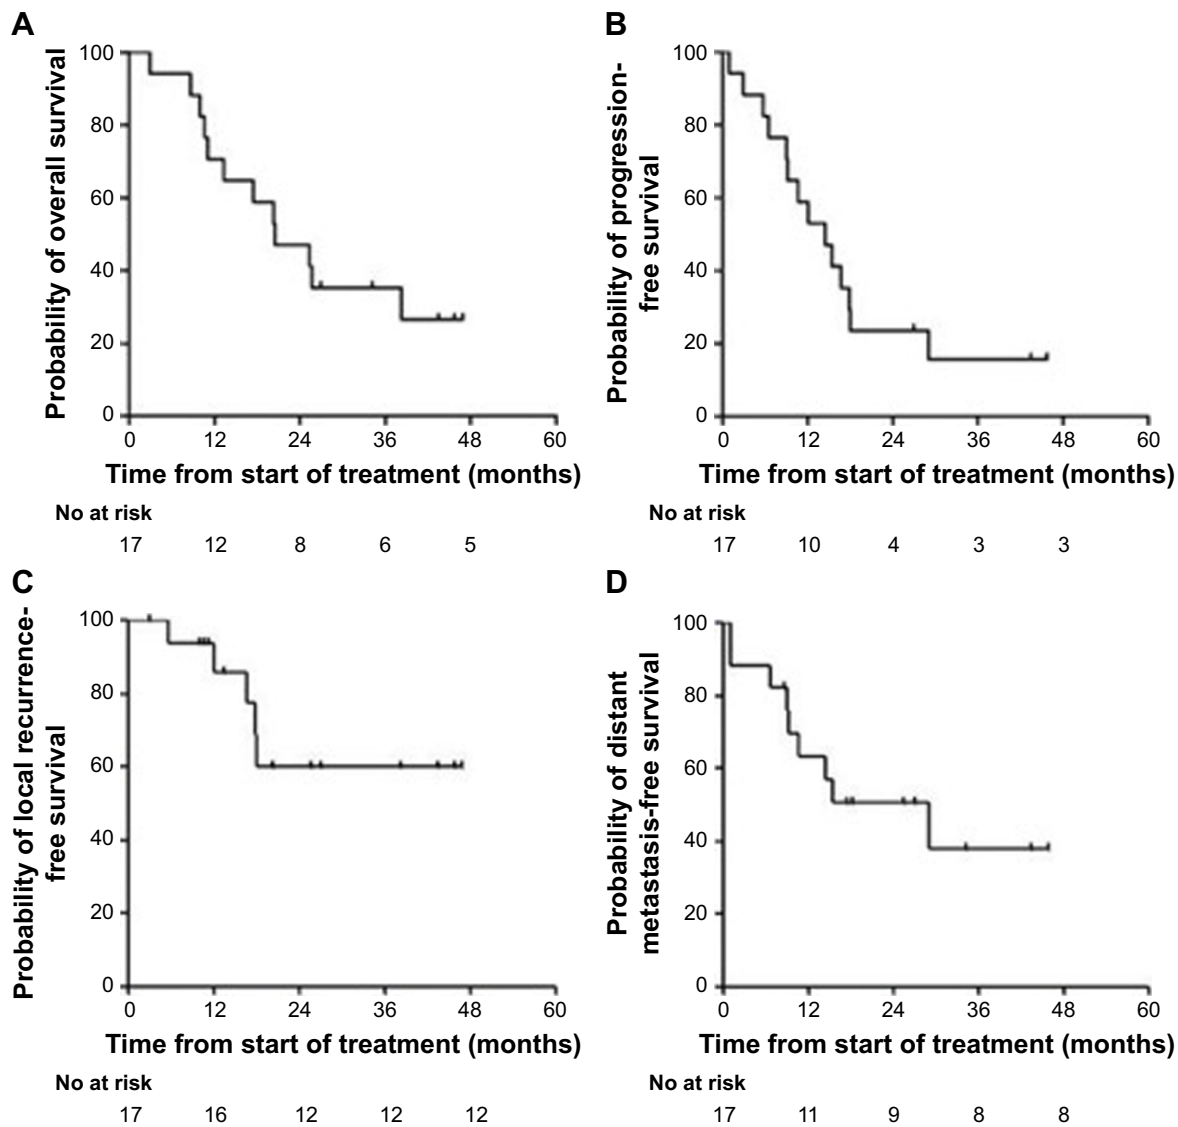 A
Probability of overall survival
100
80
60
40
20
0
0 12 24 36 48 60
Time from start of treatment (months)
No at risk
17 12 8 6 5
B
Probability of progression-
free survival
100
80
60
40
20
0
0 12 24 36 48 60
Time from start of treatment (months)
No at risk
17 10 4 3 3
C
Probability of local recurrence-
free survival
100
80
60
40
20
0
0 12 24 36 48 60
Time from start of treatment (months)
No at risk
17 16 12 12 12
D
Probability of distant
metastasis-free survival
100
80
60
40
20
0
0 12 24 36 48 60
Time from start of treatment (months)
No at risk
17 11 9 8 8